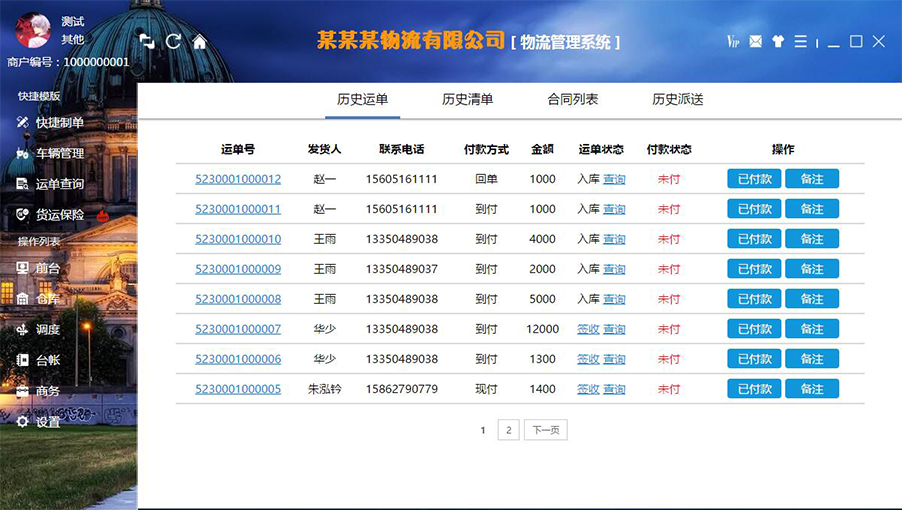 测试
其他
商户编号：1000000001
某某某物流有限公司 [ 物流管理系统 ]
VIP
快捷模版
快捷制单
车辆管理
运单查询
货运保险
操作列表
前台
仓库
调度
台帐
商务
设置
历史运单 历史清单 合同列表 历史派送
运单号 发货人 联系电话 付款方式 金额 运单状态 付款状态 操作
5230001000012 赵一 15605161111 回单 1000 入库 查询 未付 已付款 备注
5230001000011 赵一 15605161111 到付 1000 入库 查询 未付 已付款 备注
5230001000010 王雨 13350489038 到付 4000 入库 查询 未付 已付款 备注
5230001000009 王雨 13350489037 到付 2000 入库 查询 未付 已付款 备注
5230001000008 王雨 13350489038 到付 5000 入库 查询 未付 已付款 备注
5230001000007 华少 13350489038 到付 12000 签收 查询 未付 已付款 备注
5230001000006 华少 13350489038 到付 1300 签收 查询 未付 已付款 备注
5230001000005 朱泓钤 15862790779 现付 1400 签收 查询 未付 已付款 备注
1 2 下一页